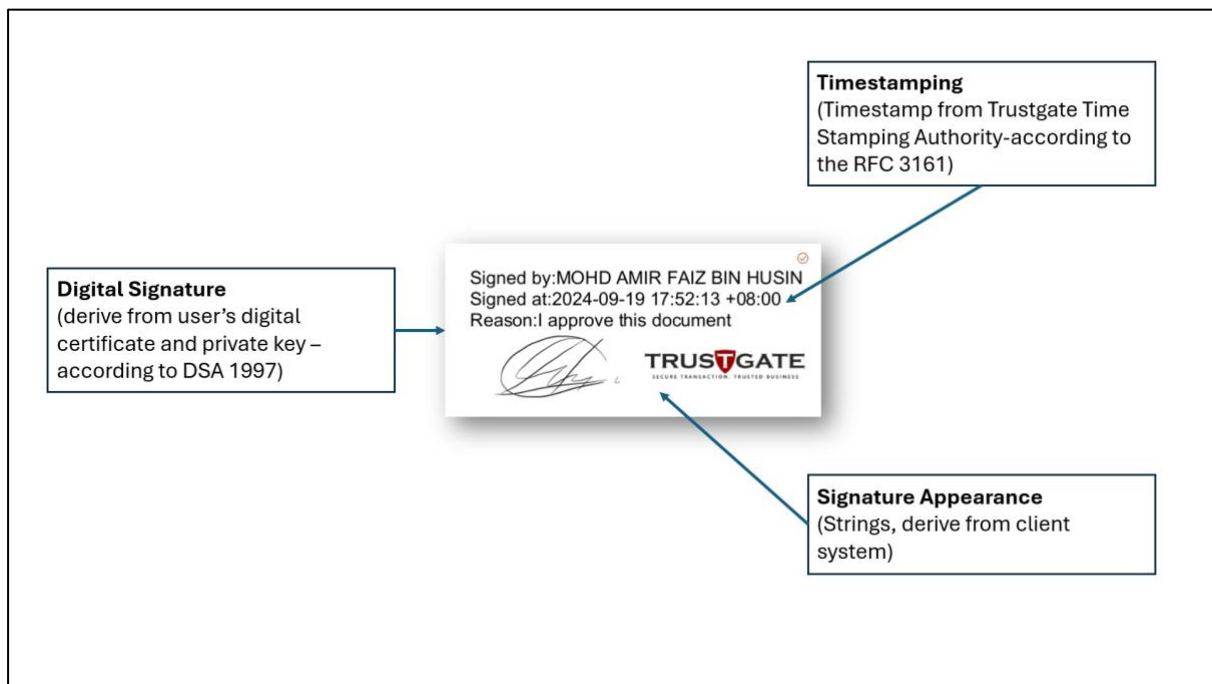 Timestamping
(Timestamp from Trustgate Time
Stamping Authority-according to
the RFC 3161)
Digital Signature
(derive from user's digital
certificate and private key –
according to DSA 1997)
Signed by:MOHD AMIR FAIZ BIN HUSIN
Signed at:2024-09-19 17:52:13 +08:00
Reason:I approve this document
TRUSTGATE
SECURE TRANSACTION. TRUSTED BUSINESS
Signature Appearance
(Strings, derive from client
system)